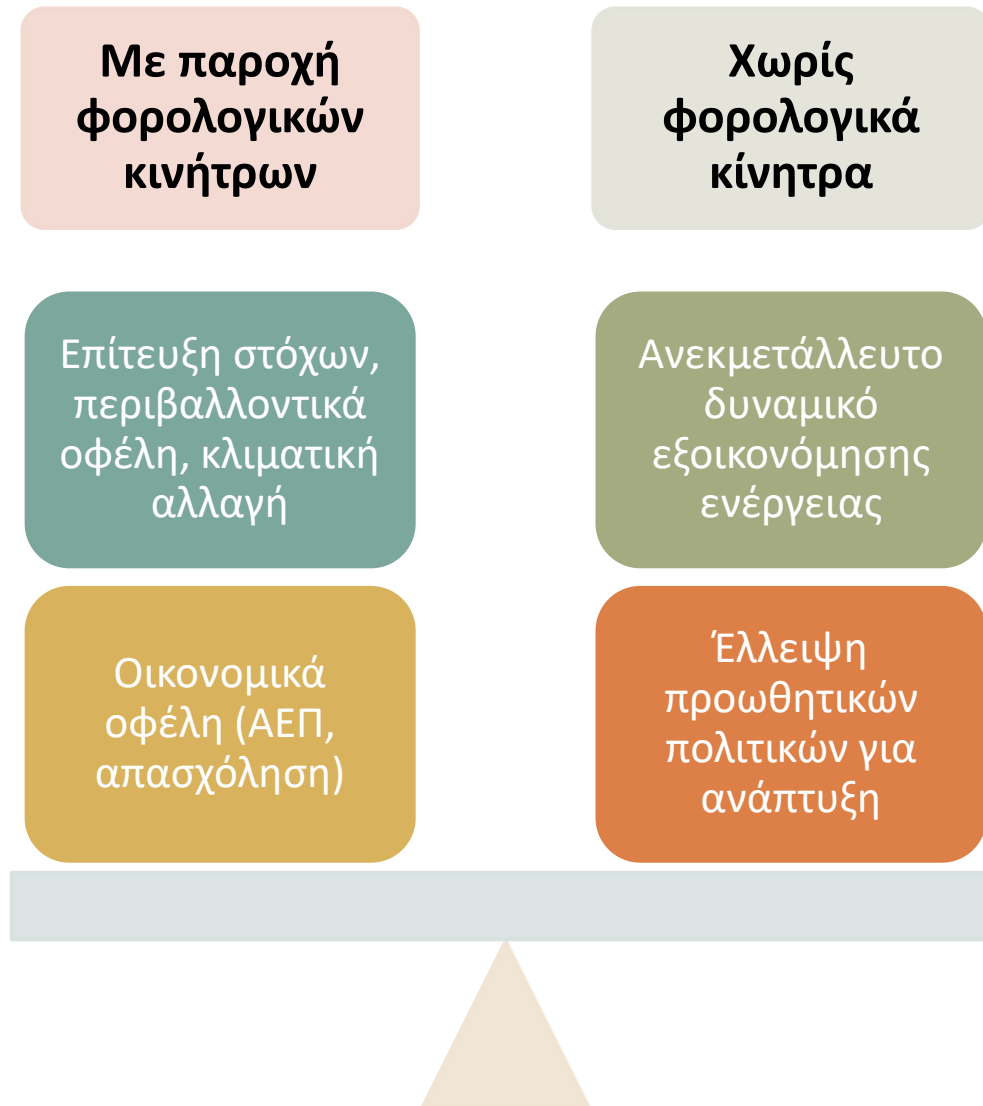 Με παροχή
φορολογικών
κινήτρων
Χωρίς
φορολογικά
κίνητρα
Επίτευξη στόχων,
περιβαλλοντικά
οφέλη, κλιματική
αλλαγή
Ανεκμετάλλευτο
δυναμικό
εξοικονόμησης
ενέργειας
Οικονομικά
οφέλη (ΑΕΠ,
απασχόληση)
Έλλειψη
προωθητικών
πολιτικών για
ανάπτυξη